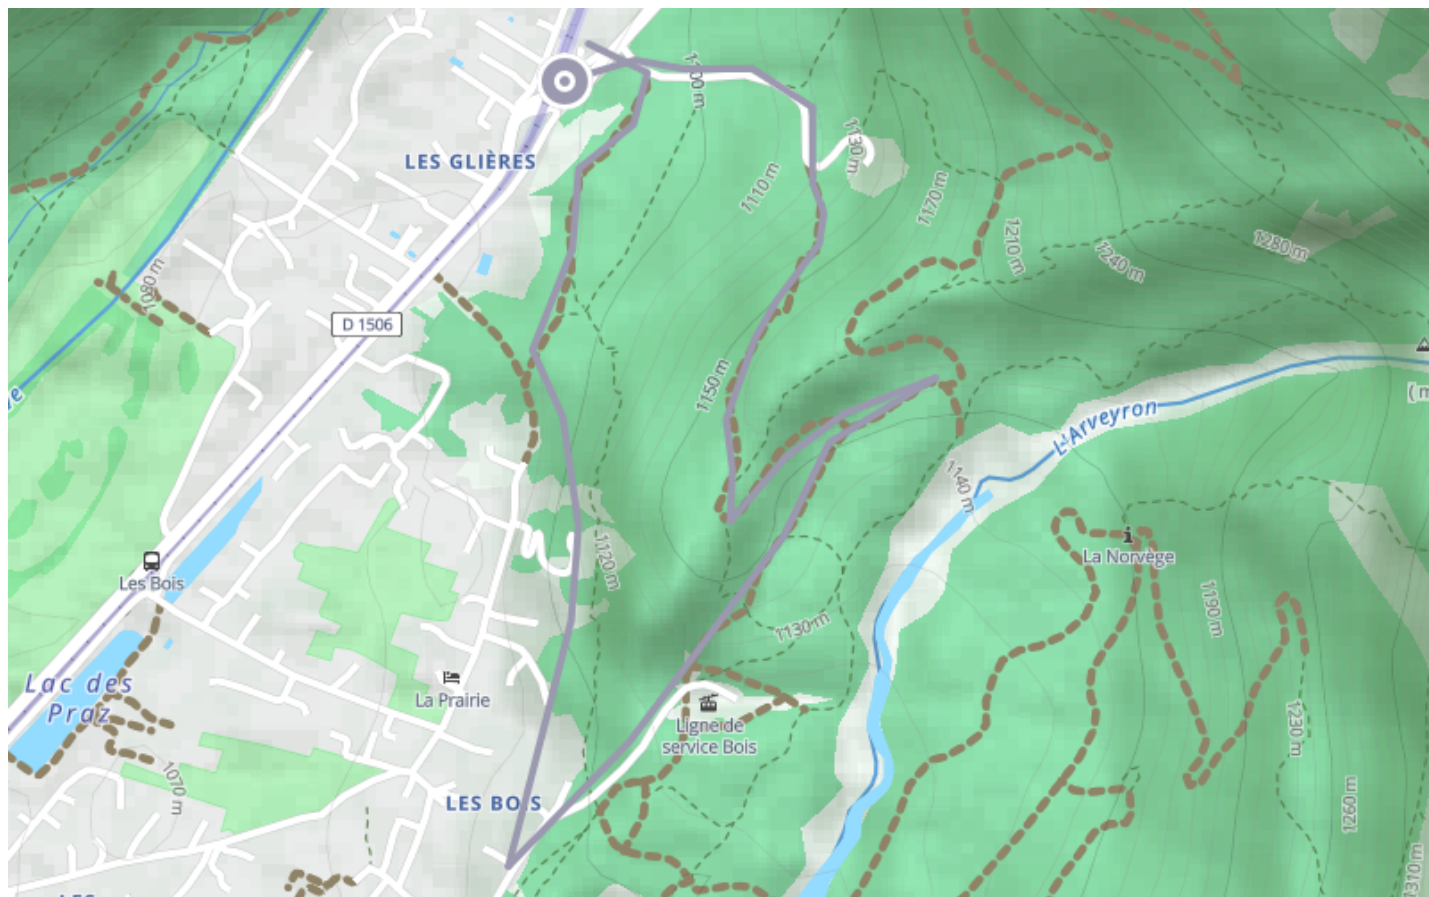 1100 m
1130 m
LES GLIÈRES
1110 m
1170 m
1210 m
1240 m
1280 m
1080 m
D 1506
1150 m
L'Arveyron
( m
1140 m
1120 m
La Norvège
Les Bois
1190 m
1130 m
Lac des
Praz
La Prairie
Ligne de
service Bois
1230 m
1070 m
LES BOIS
1260 m
1310 m